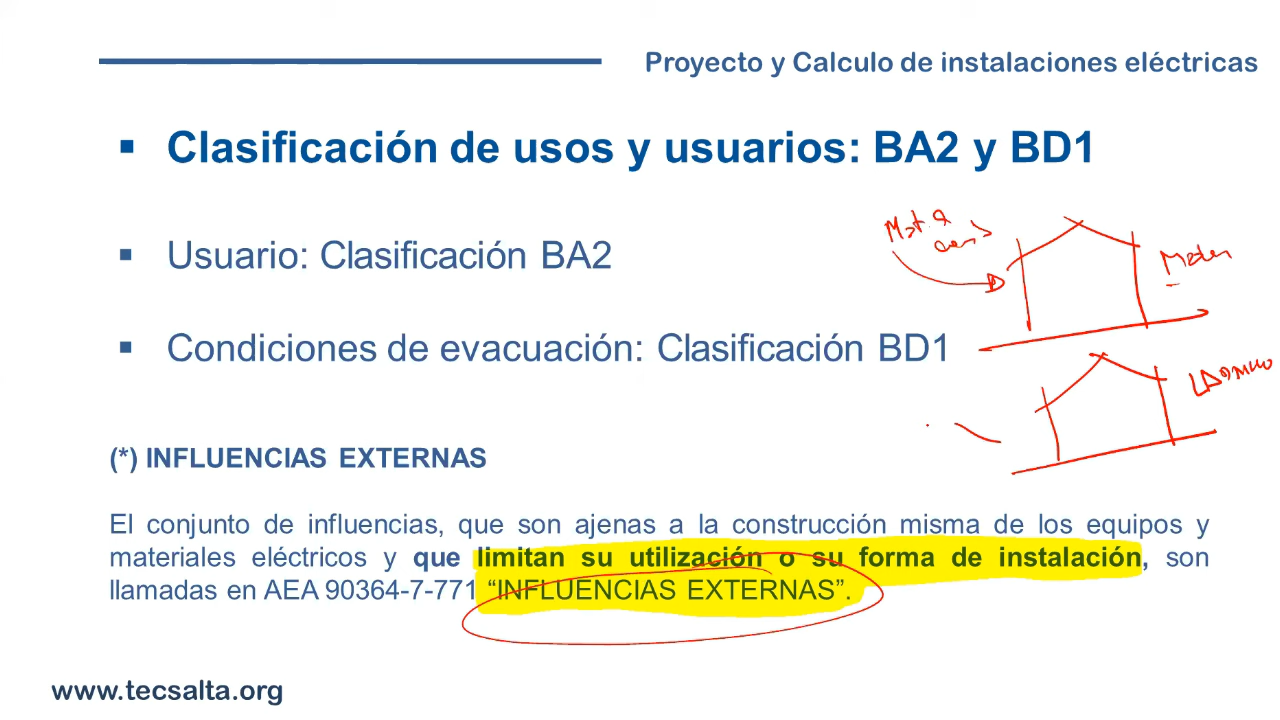 Proyecto y Calculo de instalaciones eléctricas
▪ Clasificación de usos y usuarios: BA2 y BD1
▪ Usuario: Clasificación BA2
▪ Condiciones de evacuación: Clasificación BD1
(*) INFLUENCIAS EXTERNAS
El conjunto de influencias, que son ajenas a la construcción misma de los equipos y
materiales eléctricos y que limitan su utilización o su forma de instalación, son
llamadas en AEA 90364-7-771 “INFLUENCIAS EXTERNAS”.
www.tecsalta.org